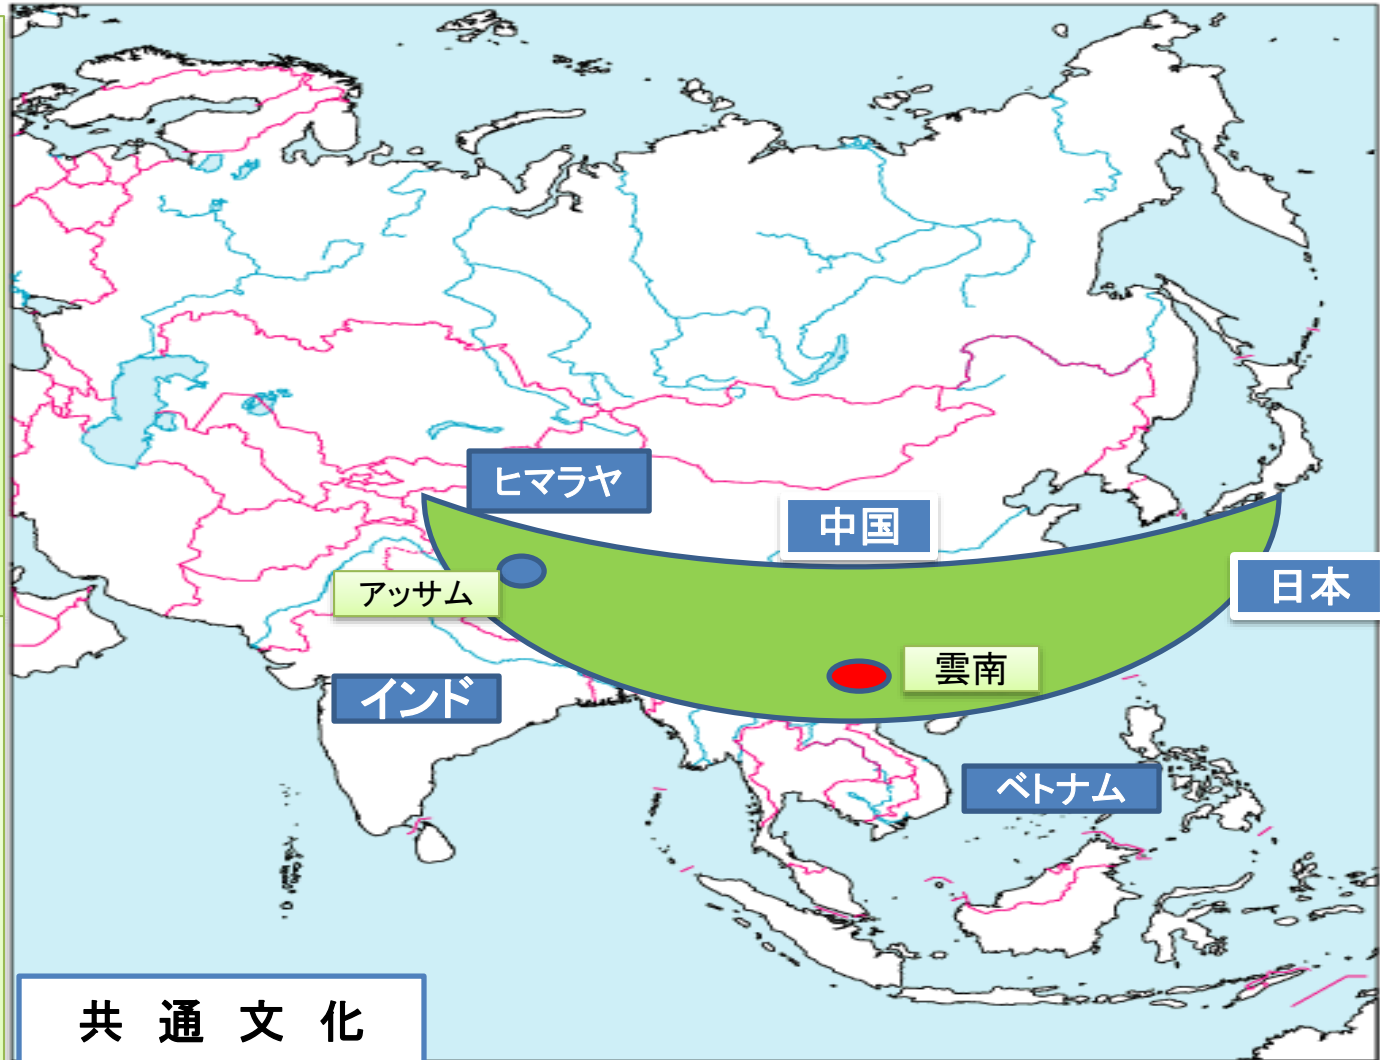 ヒマラヤ
中国
アッサム
日本
雲南
インド
ベトナム
共通文化